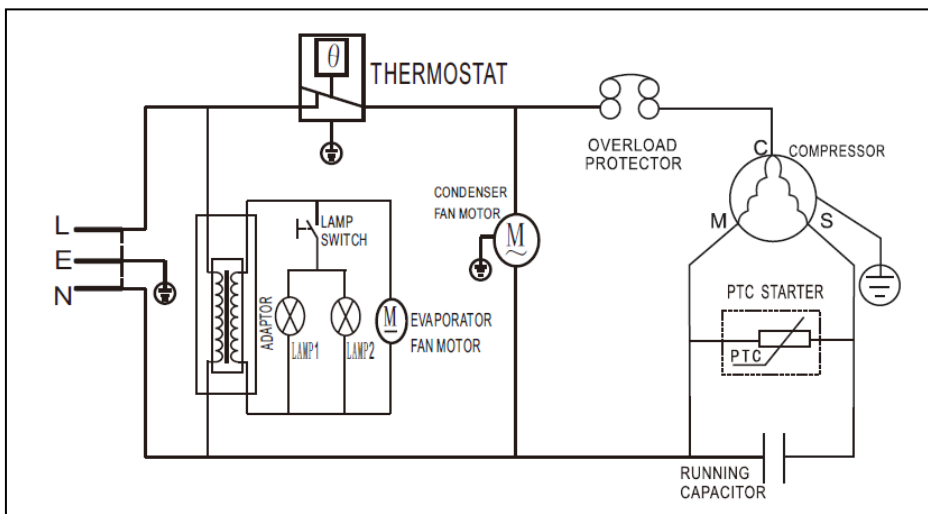 θ
THERMOSTAT
OVERLOAD
PROTECTOR
C
COMPRESSOR
CONDENSER
FAN MOTOR
M
S
M
~
LAMP
SWITCH
L
E
N
ADAPTOR
LAMP1
LAMP2
M
EVAPORATOR
FAN MOTOR
PTC STARTER
PTC
RUNNING
CAPACITOR